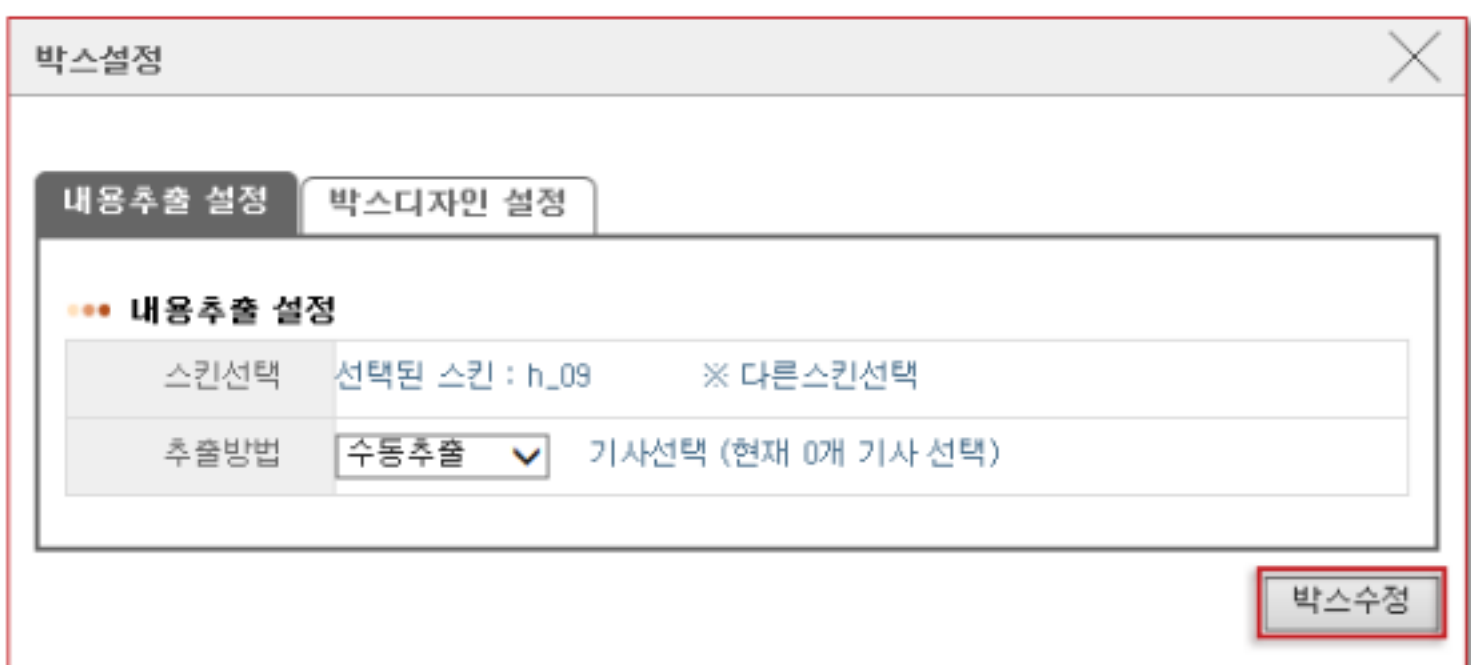 박스설정
내용추출 설정 박스디자인 설정
내용추출 설정
스킨선택 선택된 스킨 : h_09 ※ 다른스킨선택
추출방법 수동추출 기사선택 (현재 0개 기사 선택)
박스수정